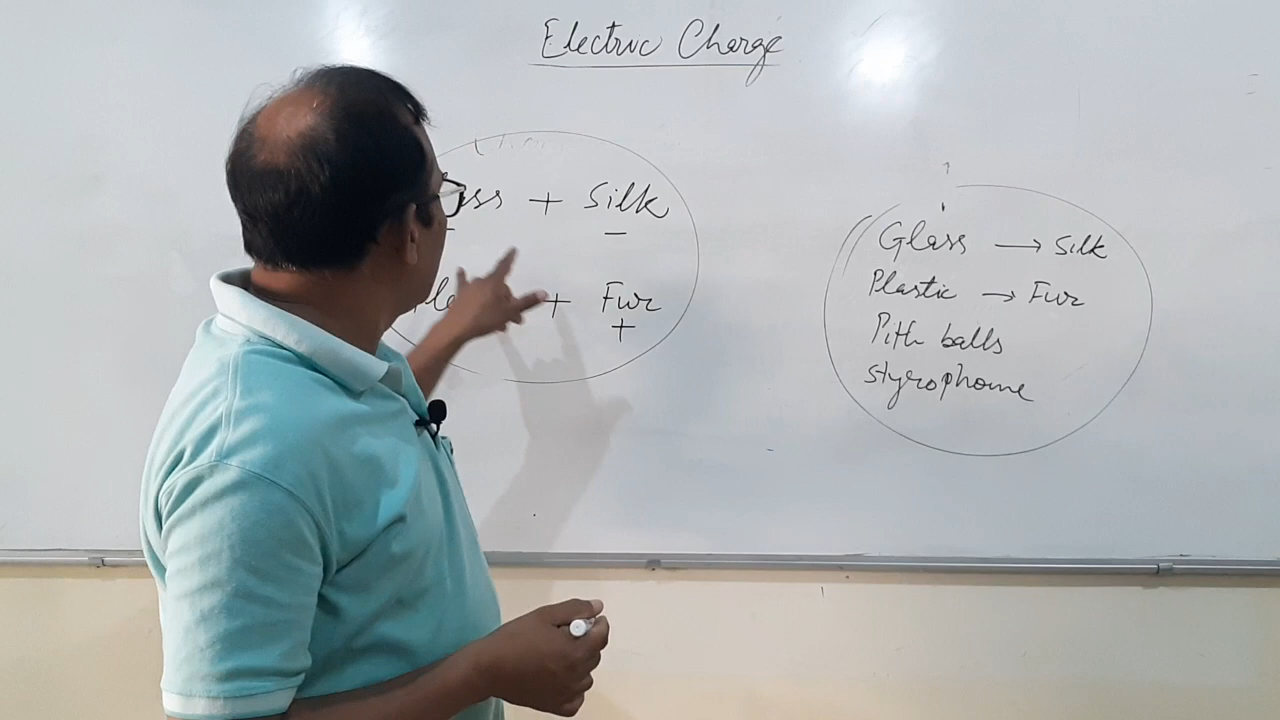 Electric Charge
+ Silk
−
+ Fur
+
Glass → Silk
Plastic → Fur
Pith balls
Styrophome